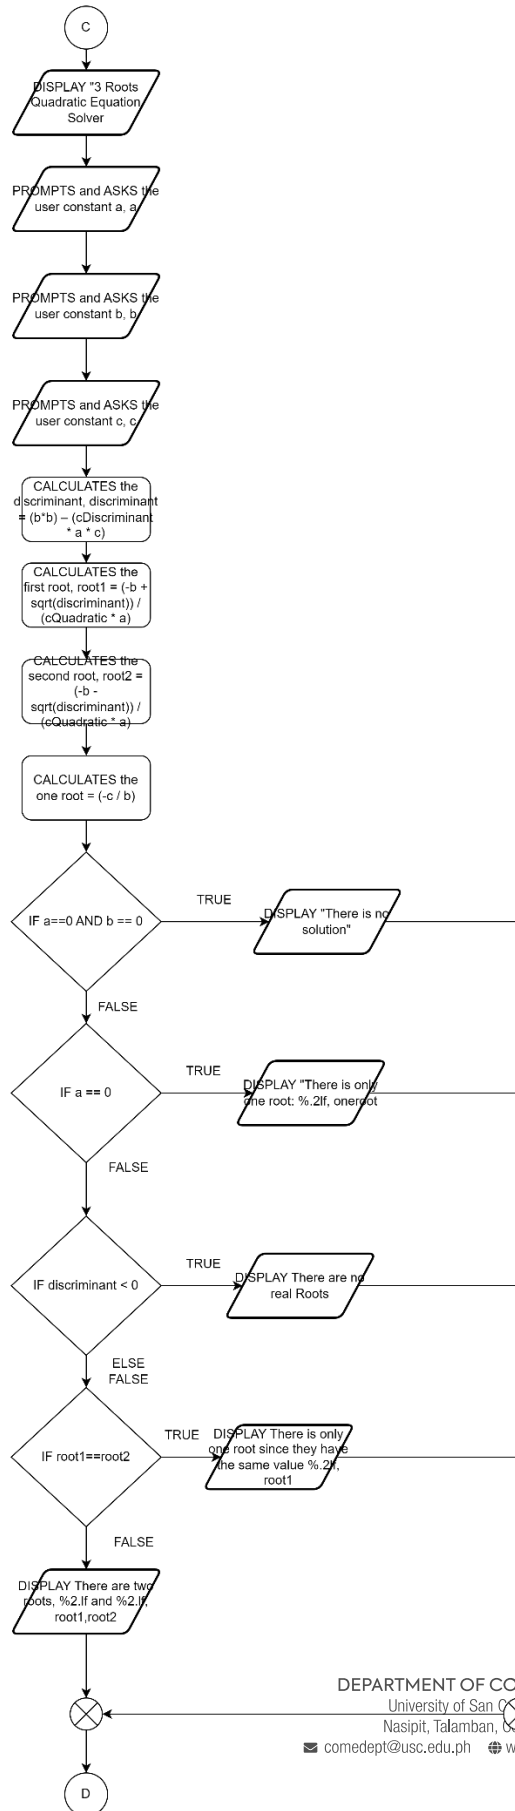 C
DISPLAY "3 Roots
Quadratic Equation
Solver
PROMPTS and ASKS the
user constant a, a
PROMPTS and ASKS the
user constant b, b
PROMPTS and ASKS the
user constant c, c
CALCULATES the
discriminant, discriminant
= (b*b) – (cDiscriminant
* a * c)
CALCULATES the
first root, root1 = (-b +
sqrt(discriminant)) /
(cQuadratic * a)
CALCULATES the
second root, root2 =
(-b -
sqrt(discriminant)) /
(cQuadratic * a)
CALCULATES the
one root = (-c / b)
IF a==0 AND b == 0
TRUE
DISPLAY "There is no
solution"
FALSE
IF a == 0
TRUE
DISPLAY "There is only
one root: %.2lf, oneroot
FALSE
IF discriminant < 0
TRUE
DISPLAY There are no
real Roots
ELSE
FALSE
IF root1==root2
TRUE
DISPLAY There is only
one root since they have
the same value %.2lf,
root1
FALSE
DISPLAY There are two
roots, %2.lf and %2.lf,
root1,root2
DEPARTMENT OF CO
University of San C
Nasipit, Talamban,
comedept@usc.edu.ph w
D